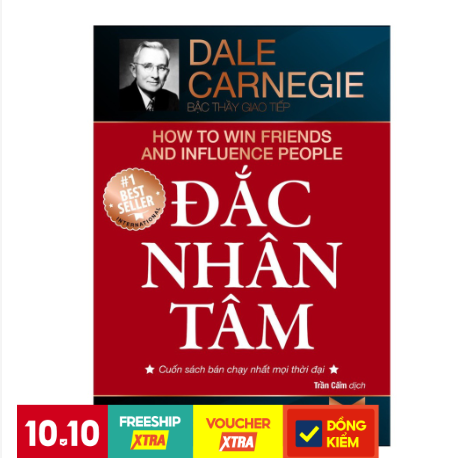 DALE
CARNEGIE
BẬC THẦY GIAO TIẾP
HOW TO WIN FRIENDS
AND INFLUENCE PEOPLE
#1
BEST
SELLER
INTERNATIONAL
ĐẮC
NHÂN
TÂM
Cuốn sách bán chạy nhất mọi thời đại
Trần Cẩm dịch
10.10
FREESHIP
XTRA
VOUCHER
XTRA
ĐỒNG
KIỂM